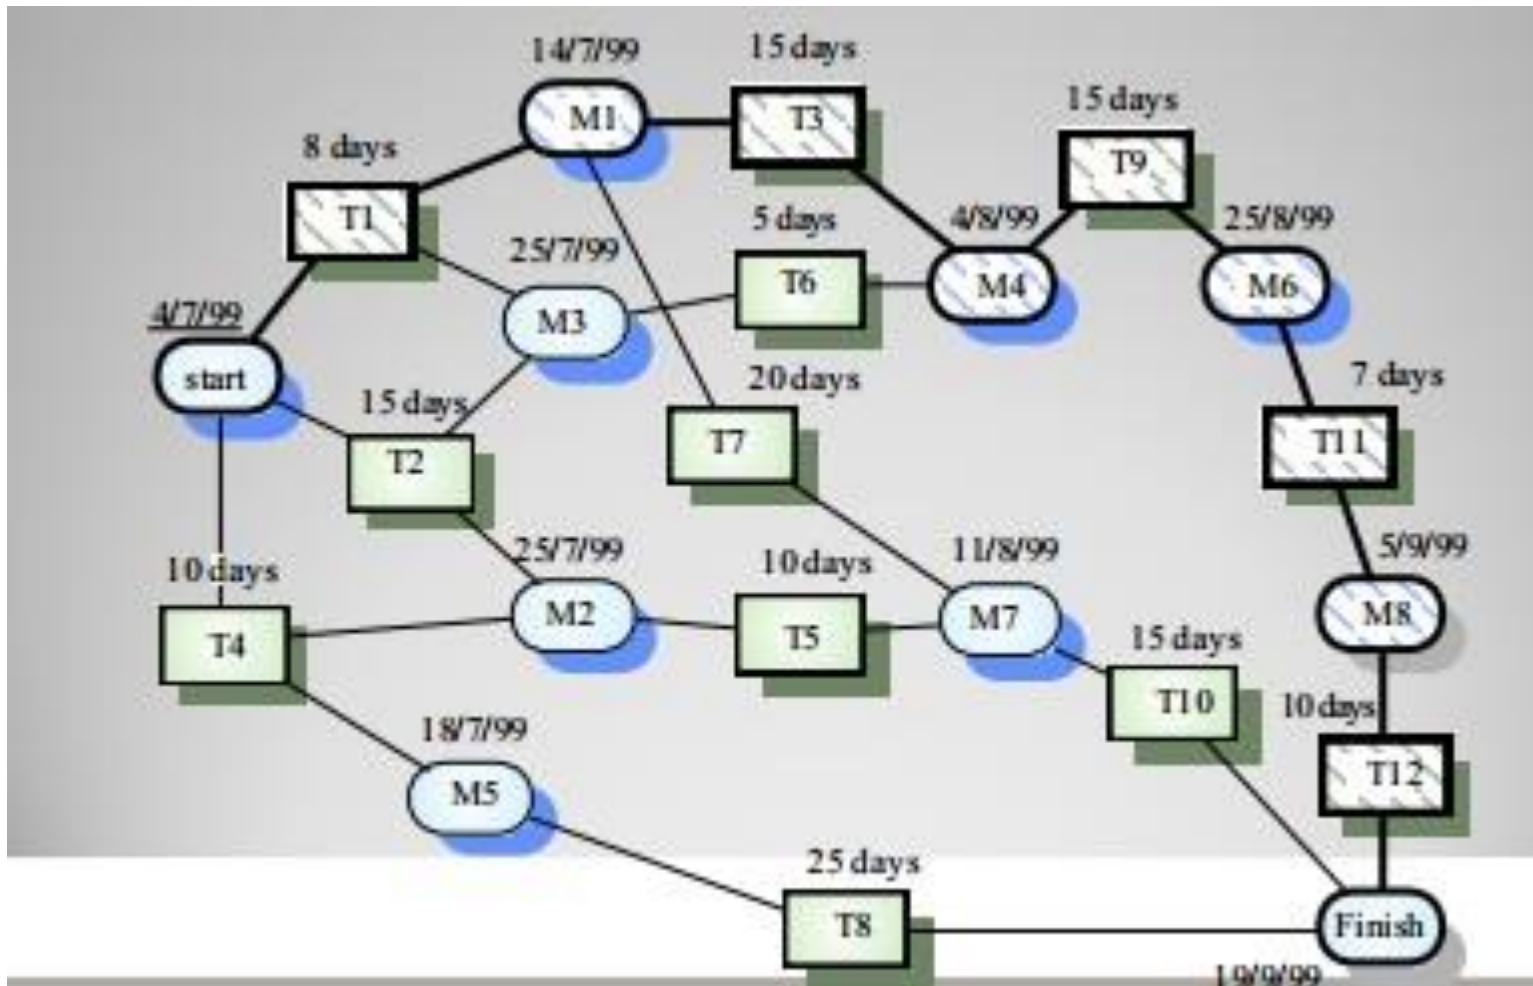 14/7/99
15 days
M1
T3
15 days
8 days
T9
T1
5 days
4/8/99
25/8/99
25/7/99
T6
M4
M6
4/7/99
M3
start
20 days
7 days
15 days
T7
T11
T2
25/7/99
11/8/99
5/9/99
10 days
10 days
M2
M7
M8
T4
T5
15 days
T10
10 days
18/7/99
T12
M5
25 days
T8
Finish
19/9/99